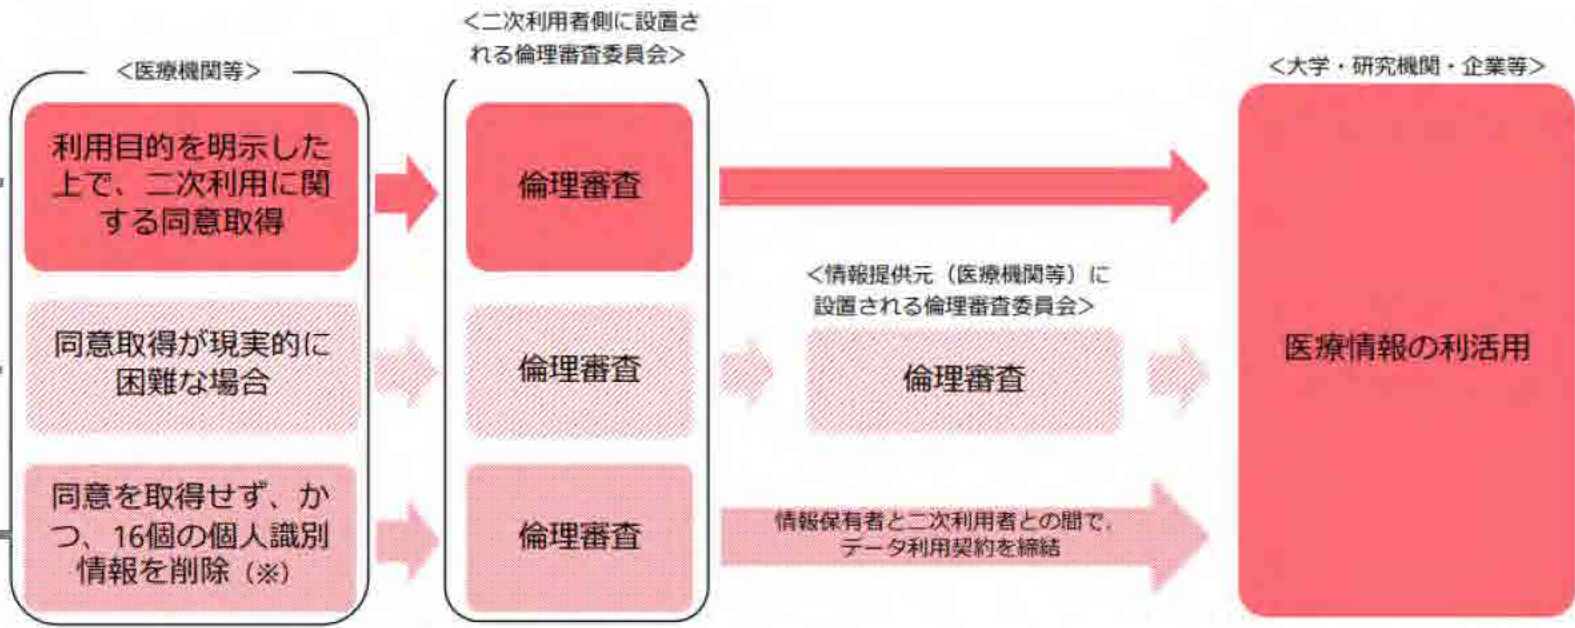 <医療機関等>
利用目的を明示した
上で、二次利用に関
する同意取得
同意取得が現実的に
困難な場合
同意を取得せず、か
つ、16個の個人識別
情報を削除（※）
<二次利用者側に設置さ
れる倫理審査委員会>
倫理審査
倫理審査
倫理審査
<情報提供元（医療機関等）に
設置される倫理審査委員会>
倫理審査
情報保有者と二次利用者との間で、
データ利用契約を締結
<大学・研究機関・企業等>
医療情報の利活用